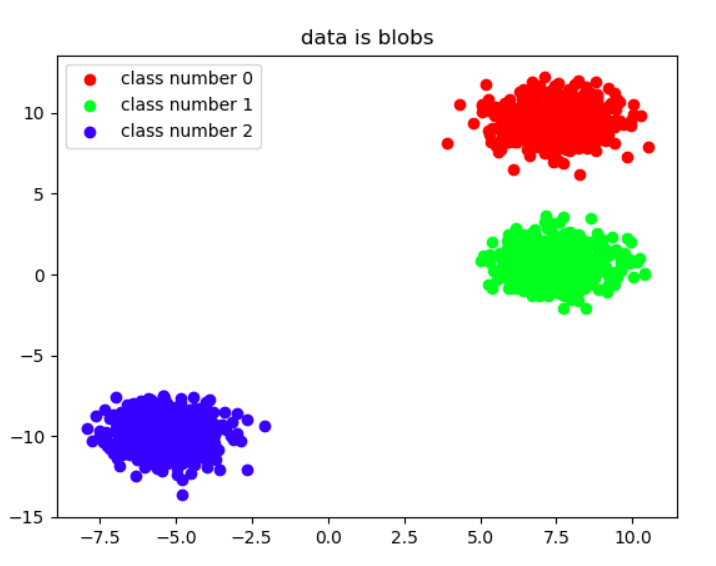 data is blobs
class number 0
class number 1
class number 2
10
5
0
−5
−10
−15
−7.5 −5.0 −2.5 0.0 2.5 5.0 7.5 10.0